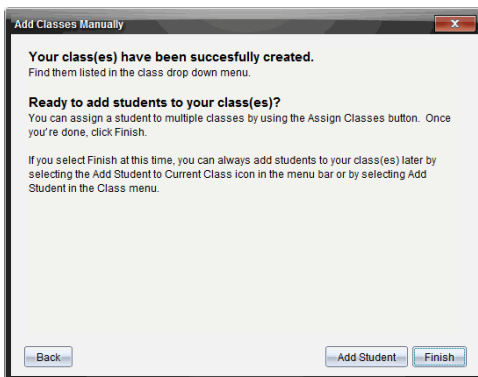 Add Classes Manually
Your class(es) have been succesfully created.
Find them listed in the class drop down menu.
Ready to add students to your class(es)?
You can assign a student to multiple classes by using the Assign Classes button. Once
you're done, click Finish.
If you select Finish at this time, you can always add students to your class(es) later by
selecting the Add Student to Current Class icon in the menu bar or by selecting Add
Student in the Class menu.
Back
Add Student
Finish